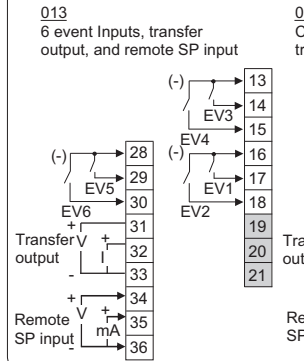 013
6 event Inputs, transfer
output, and remote SP input
0
C
tr
(-)
13
14
EV3
15
EV4
(-)
16
17
EV1
18
EV2
19
20
21
(-)
28
29
EV5
30
EV6
+
31
Transfer V + I
32
output
-
33
Tra
out
+
34
Remote V + mA
35
SP input
-
36
Re
SP